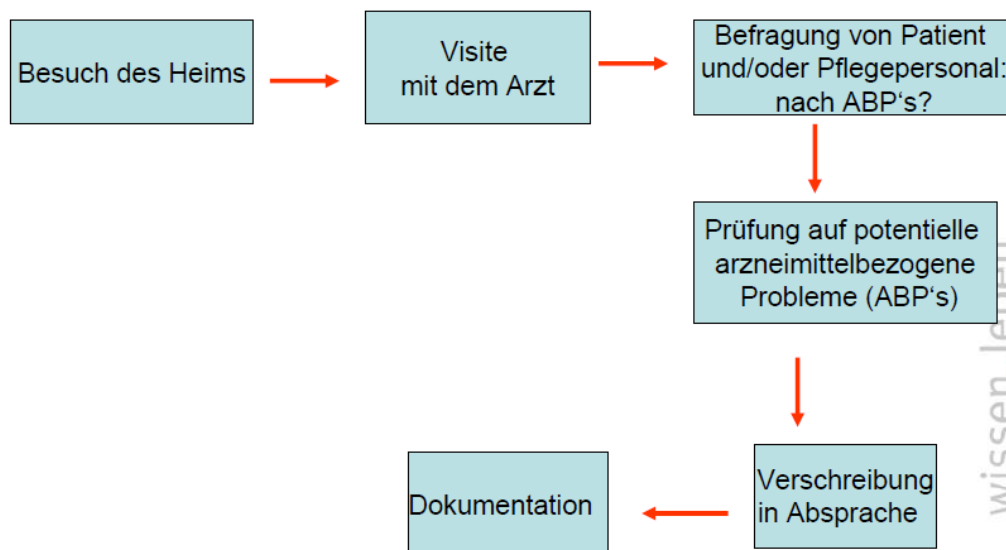 Besuch des Heims
Visite
mit dem Arzt
Befragung von Patient
und/oder Pflegepersonal:
nach ABP‘s?
Prüfung auf potentielle
arzneimittelbezogene
Probleme (ABP‘s)
Verschreibung
in Absprache
Dokumentation
wissen